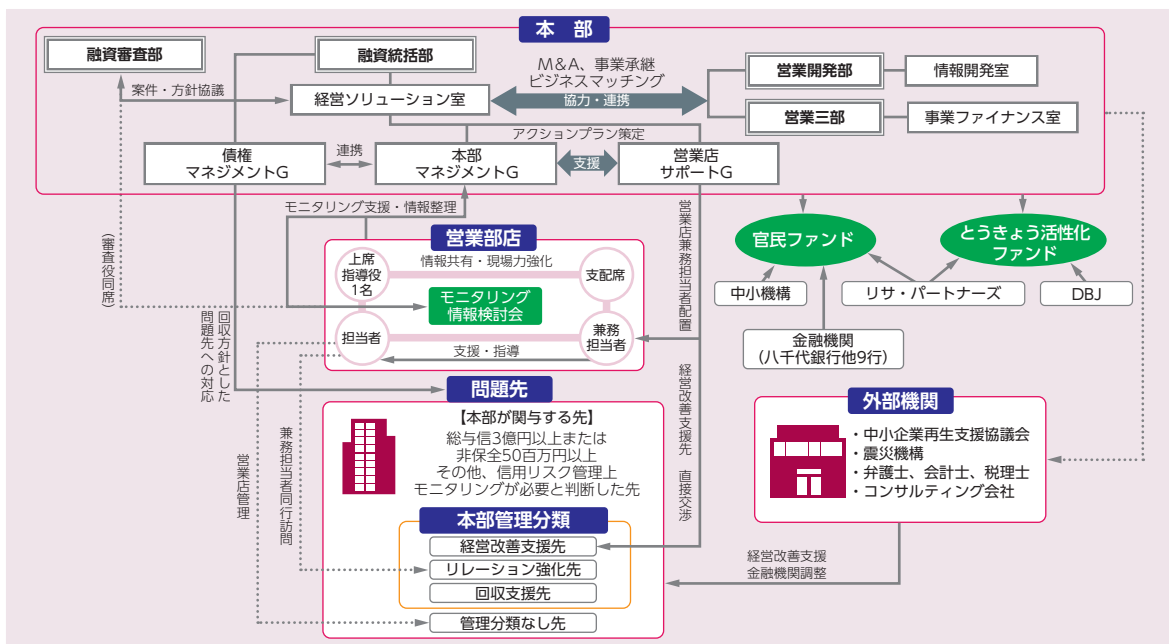 本　部
融資審査部
融資統括部
M&A、事業承継
ビジネスマッチング
協力・連携
営業開発部
情報開発室
案件・方針協議
経営ソリューション室
営業三部
事業ファイナンス室
アクションプラン策定
債権
マネジメントG
連携
本部
マネジメントG
支援
営業店
サポートG
モニタリング支援・情報整理
（審査役同席）
営業部店
上席
指導役
1名
情報共有・現場力強化
支配席
モニタリング
情報検討会
担当者
兼務
担当者
支援・指導
営業店兼務担当者配置
官民ファンド
とうきょう活性化
ファンド
中小機構
リサ・パートナーズ
DBJ
金融機関
（八千代銀行他9行）
回収方針とした
問題先への対応
兼務担当者同行訪問
営業店管理
経営改善支援先　直接交渉
問題先
【本部が関与する先】
総与信3億円以上または
非保全50百万円以上
その他、信用リスク管理上
モニタリングが必要と判断した先
本部管理分類
経営改善支援先
リレーション強化先
回収支援先
管理分類なし先
外部機関
・中小企業再生支援協議会
・震災機構
・弁護士、会計士、税理士
・コンサルティング会社
経営改善支援
金融機関調整